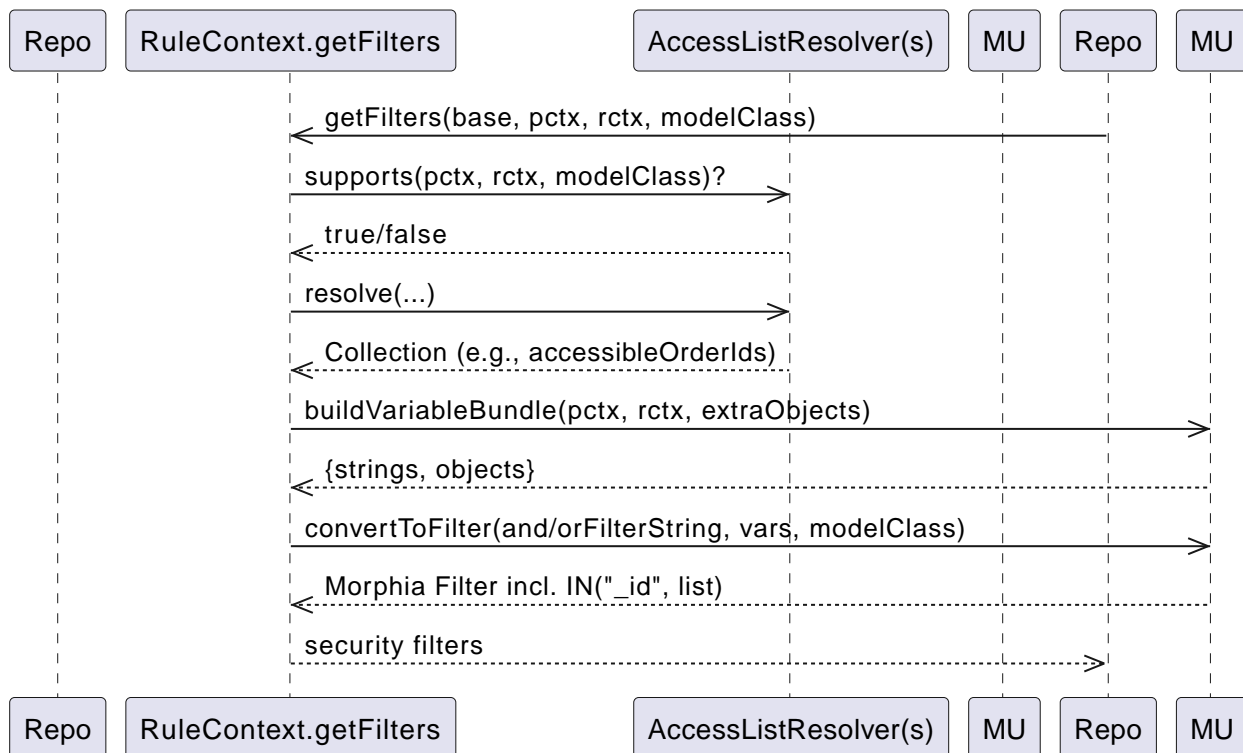 Repo RuleContext.getFilters AccessListResolver(s) MU Repo MU
getFilters(base, pctx, rctx, modelClass)
supports(pctx, rctx, modelClass)?
true/false
resolve(...)
Collection (e.g., accessibleOrderIds)
buildVariableBundle(pctx, rctx, extraObjects)
{strings, objects}
convertToFilter(and/orFilterString, vars, modelClass)
Morphia Filter incl. IN("_id", list)
security filters
Repo RuleContext.getFilters AccessListResolver(s) MU Repo MU